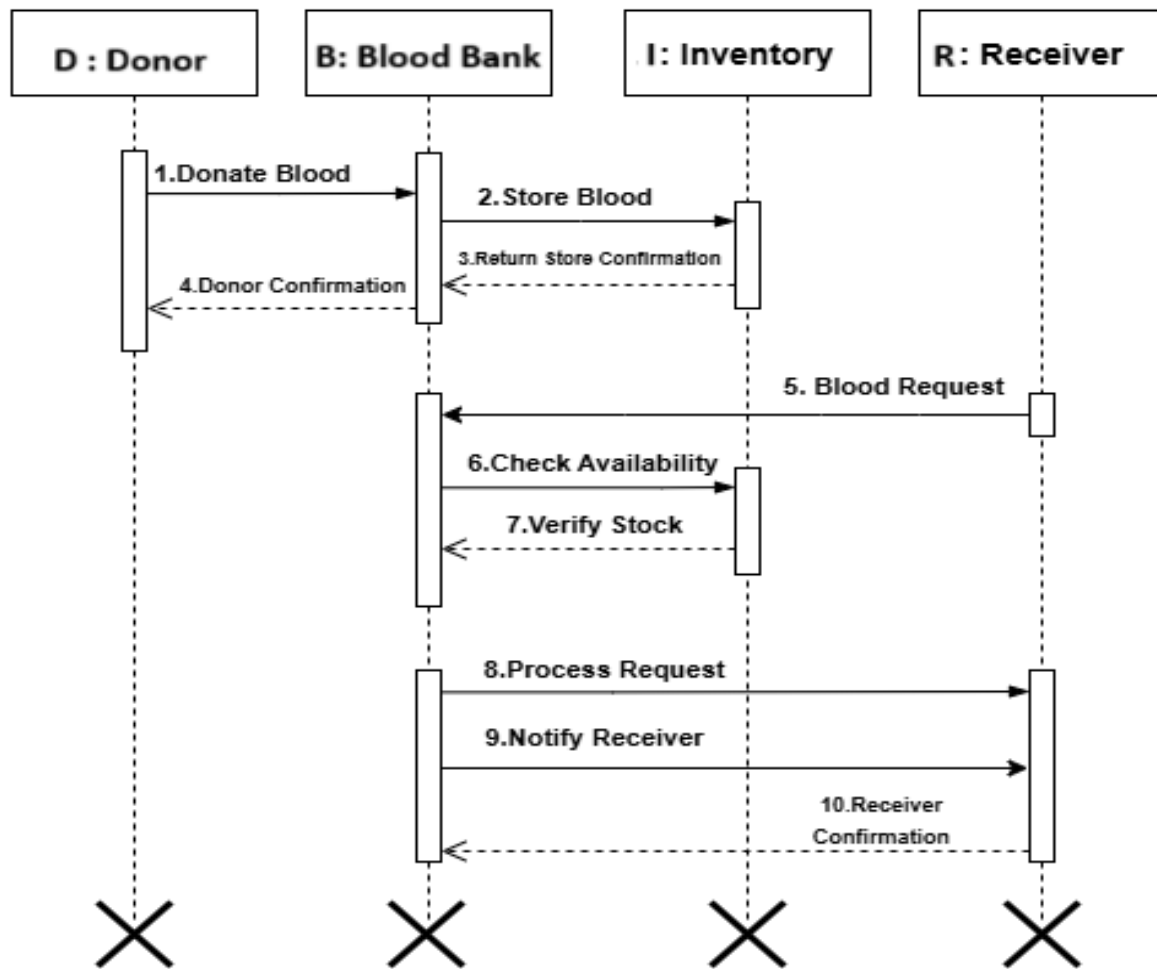 D : Donor
B: Blood Bank
I: Inventory
R: Receiver
1.Donate Blood
2.Store Blood
3.Return Store Confirmation
4.Donor Confirmation
5. Blood Request
6.Check Availability
7.Verify Stock
8.Process Request
9.Notify Receiver
10.Receiver
Confirmation